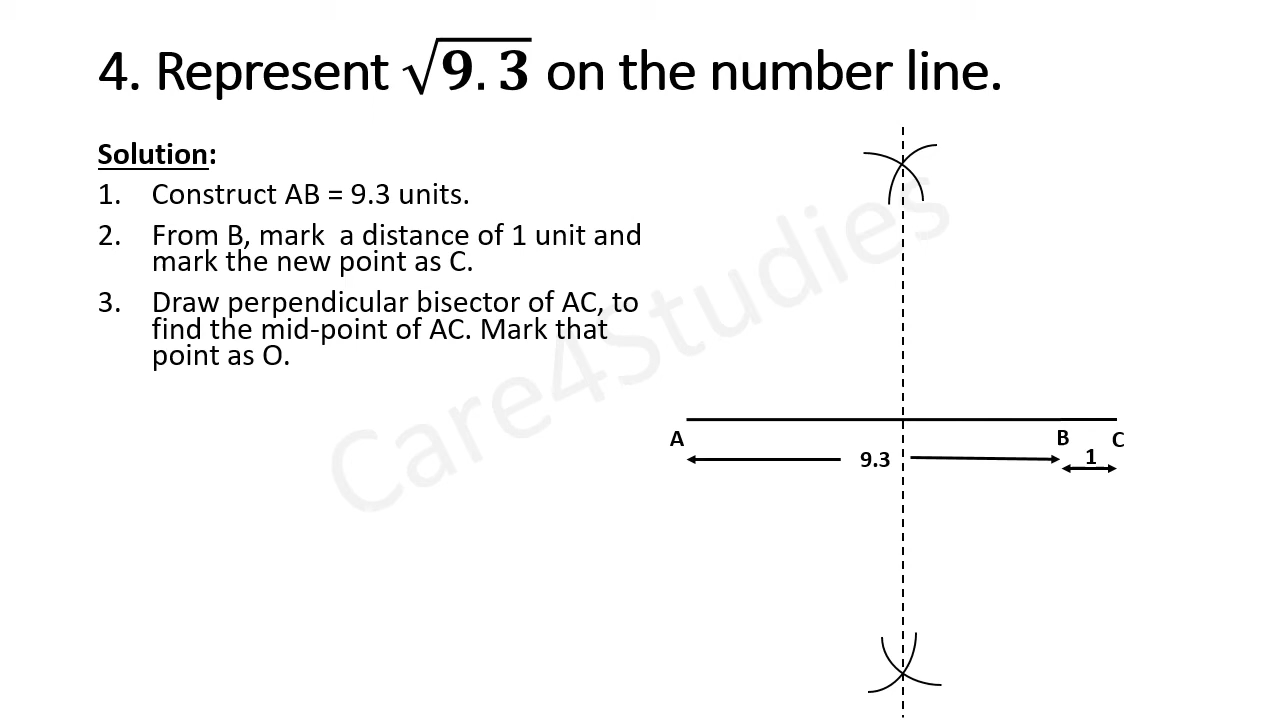 4. Represent √9.3 on the number line.
Solution:
1. Construct AB = 9.3 units.
2. From B, mark a distance of 1 unit and
mark the new point as C.
3. Draw perpendicular bisector of AC, to
find the mid-point of AC. Mark that
point as O.
A
B
C
9.3
1
Care4Studies